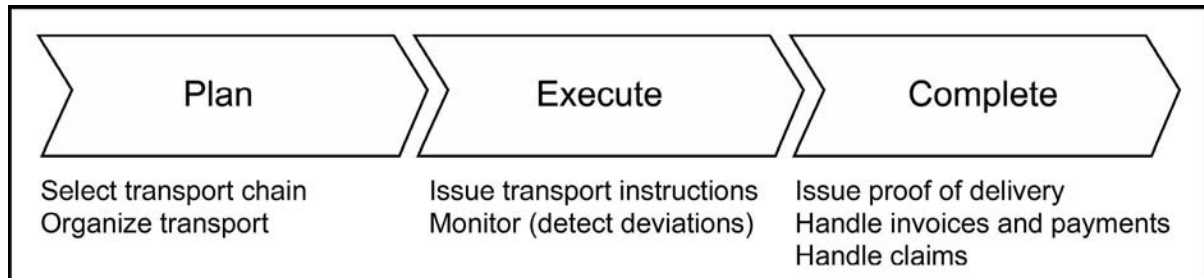 Plan
Select transport chain
Organize transport
Execute
Issue transport instructions
Monitor (detect deviations)
Complete
Issue proof of delivery
Handle invoices and payments
Handle claims